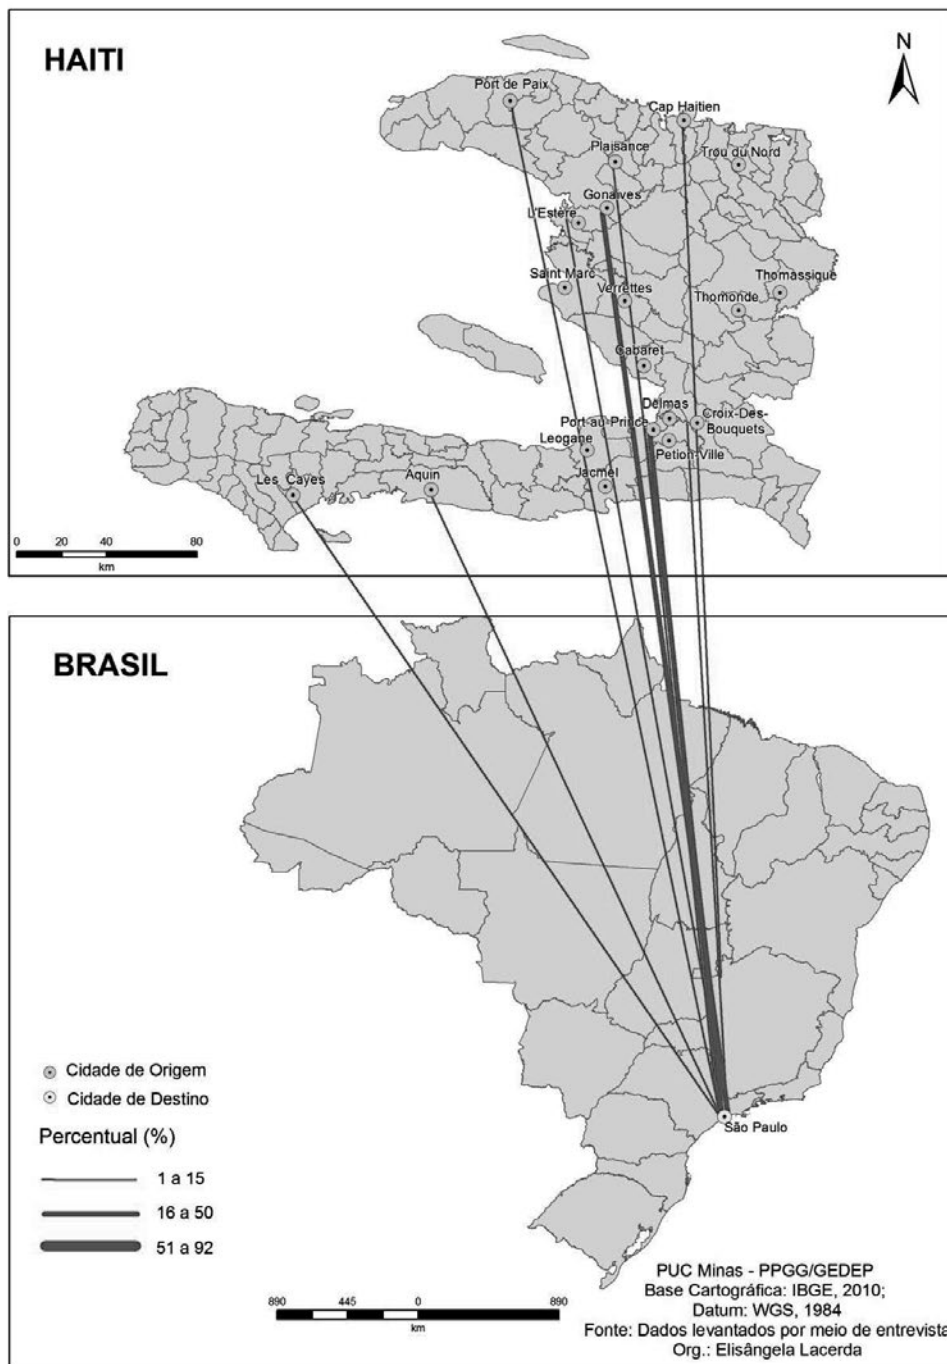 HAITI
N
Port de Paix
Cap Haitien
Plaisance
Trou du Nord
Gonaives
L'Estère
Saint Marc
Verrettes
Thomassique
Thomonde
Cabaret
Delmas
Port-au-Prince
Croix-Des-
Bouquets
Leogane
Petion-Ville
Les Cayes
Aquin
Jacmel
0 20 40 80
km
BRASIL
São Paulo
Cidade de Origem
Cidade de Destino
Percentual (%)
1 a 15
16 a 50
51 a 92
890 445 0 890
km
PUC Minas - PPGG/GEDEP
Base Cartográfica: IBGE, 2010;
Datum: WGS, 1984
Fonte: Dados levantados por meio de entrevista
Org.: Elisângela Lacerda